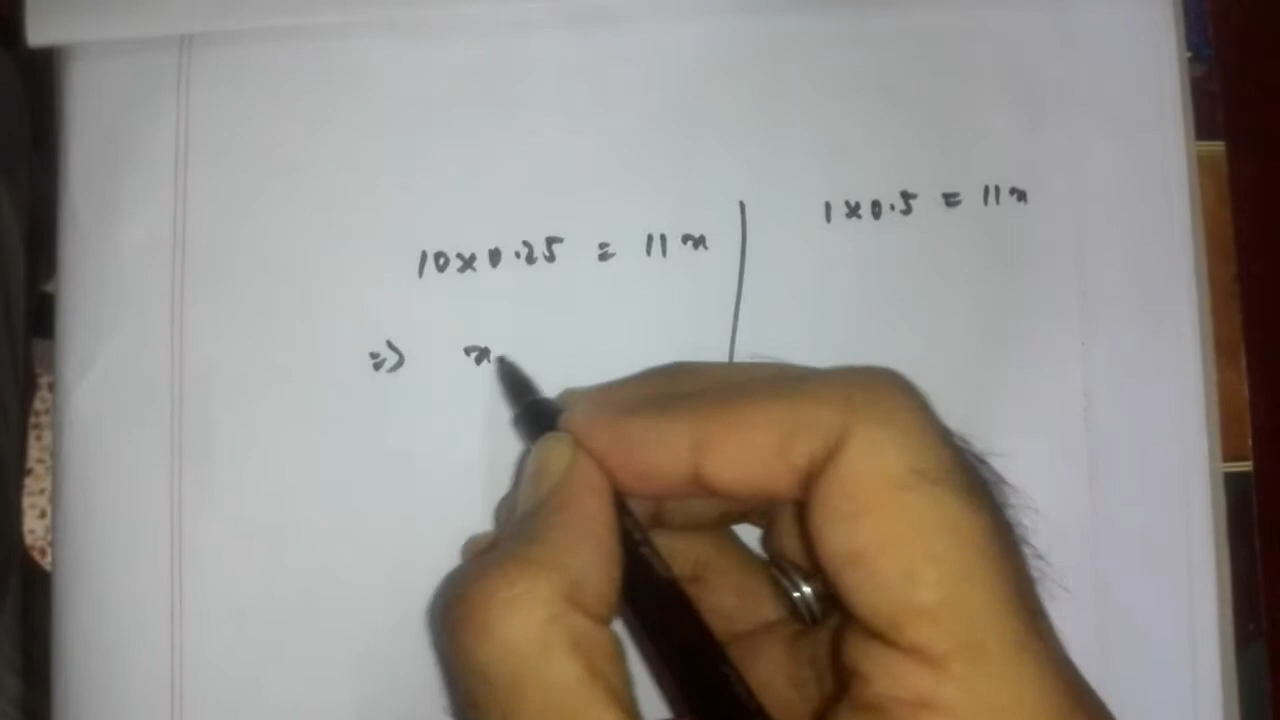 10×0.25 = 11x
=> x
1×0.5 = 11x